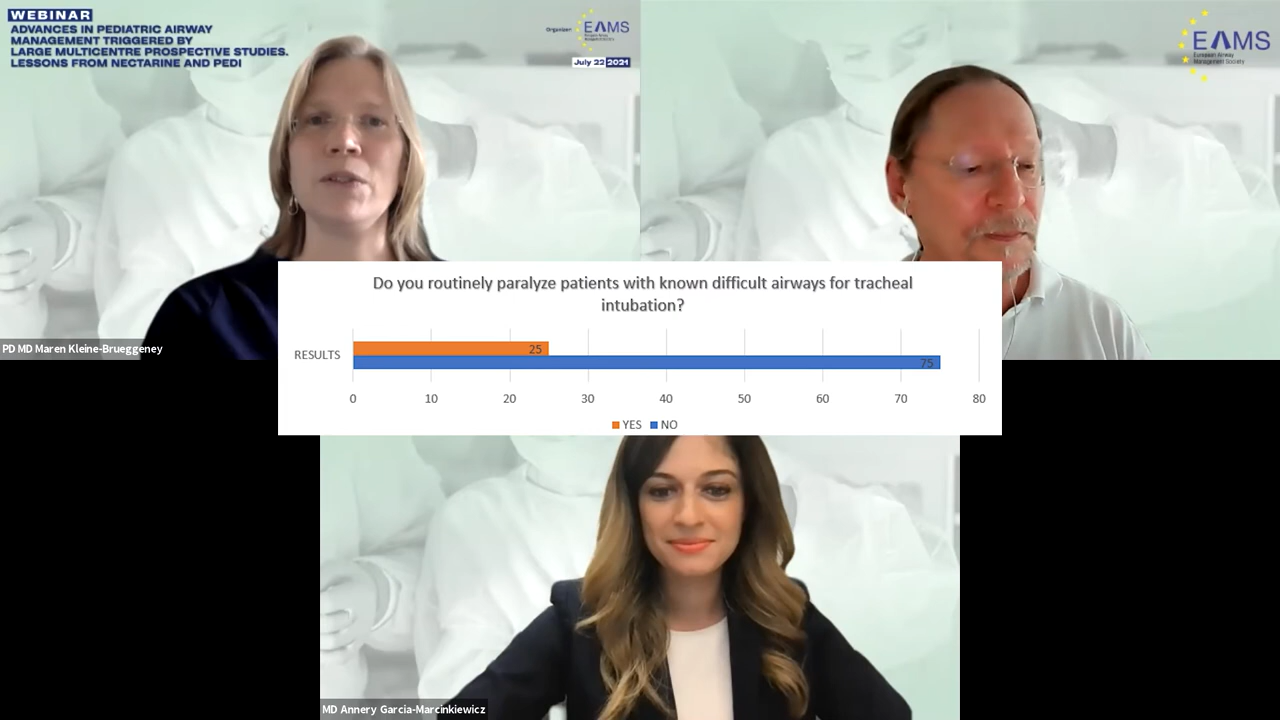 WEBINAR
ADVANCES IN PEDIATRIC AIRWAY
MANAGEMENT TRIGGERED BY
LARGE MULTICENTRE PROSPECTIVE STUDIES.
LESSONS FROM NECTARINE AND PEDI
Organizer:
EΛMS
July 22 2021
EΛMS
European Airway
Management Society
PD MD Maren Kleine-Brueggeney
Do you routinely paralyze patients with known difficult airways for tracheal
intubation?
RESULTS
25
75
0 10 20 30 40 50 60 70 80
YES NO
MD Annery Garcia-Marcinkiewicz